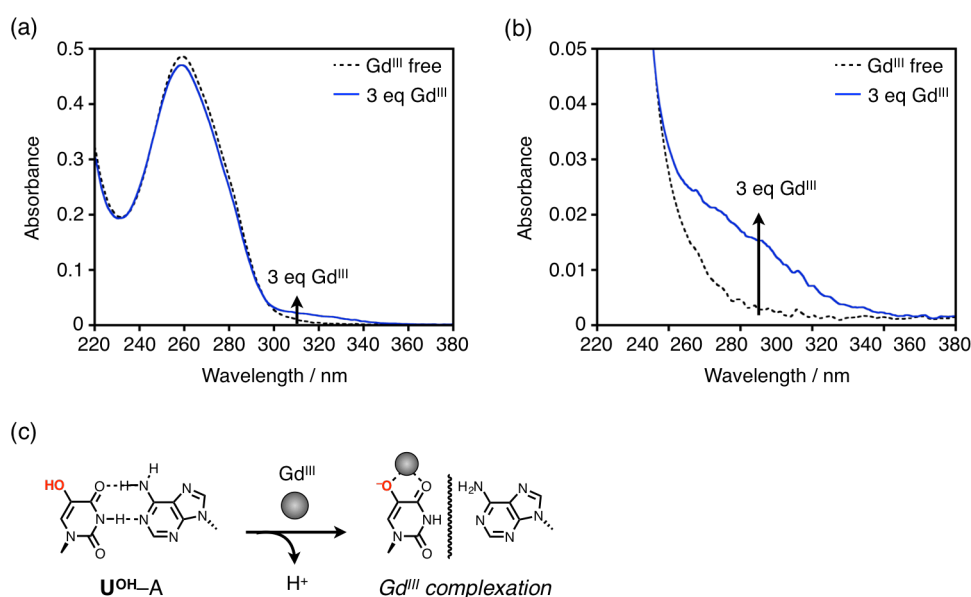 (a)
0.5
0.4
0.3
0.2
0.1
0
Absorbance
Gdᴵᴵᴵ free
3 eq Gdᴵᴵᴵ
3 eq Gdᴵᴵᴵ
220 240 260 280 300 320 340 360 380
Wavelength / nm
(b)
0.05
0.04
0.03
0.02
0.01
0
Absorbance
Gdᴵᴵᴵ free
3 eq Gdᴵᴵᴵ
3 eq Gdᴵᴵᴵ
220 240 260 280 300 320 340 360 380
Wavelength / nm
(c)
HO
O
H
H
N
N
H
N
N
N
O
N
N
N
Uᴼᴴ–A
Gdᴵᴵᴵ
H⁺
⁻O
O
NH
N
O
H₂N
N
N
N
N
Gdᴵᴵᴵ complexation